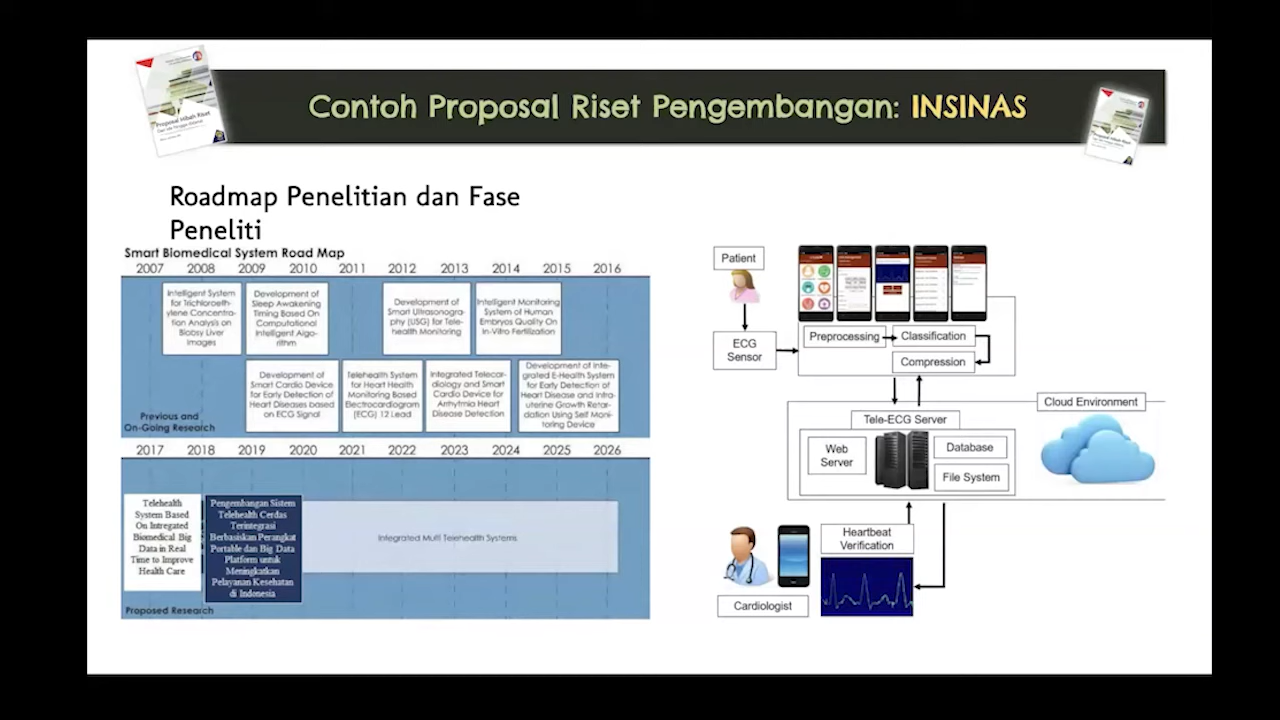 Contoh Proposal Riset Pengembangan: INSINAS
Proposal Hibah Riset
Roadmap Penelitian dan Fase
Peneliti
Smart Biomedical System Road Map
2007 2008 2009 2010 2011 2012 2013 2014 2015 2016
Intelligent System
for Trichloroeth-
ylene Concentra-
tion Analysis on
Biobsy Liver
Images
Development of
Sleep Awakening
Timing Based On
Computational
Intelligent Algo-
rithm
Development of
Smart Ultrasonogra-
phy (USG) for Tele-
health Monitoring
Intelligent Monitoring
System of Human
Embryos Quality On
In-Vitro Fertilization
Development of
Smart Cardio Device
for Early Detection of
Heart Diseases based
on ECG Signal
Telehealth System
for Heart Health
Monitoring Based
Electrocardiogram
(ECG) 12 Lead
Integrated Telecar-
diology and Smart
Cardio Device for
Arrhytmia Heart
Disease Detection
Development of Inte-
grated E-Health System
for Early Detection of
Heart Disease and Intra-
uterine Growth Retar-
dation Using Self Moni-
toring Device
Previous and
On-Going Research
2017 2018 2019 2020 2021 2022 2023 2024 2025 2026
Telehealth
System Based
On Intregated
Biomedical Big
Data in Real
Time to Improve
Health Care
Pengembangan Sistem
Telehealth Cerdas
Terintegrasi
Berbasiskan Perangkat
Portable dan Big Data
Platform untuk
Meningkatkan
Pelayanan Kesehatan
di Indonesia
Integrated Multi Telehealth Systems
Proposed Research
Patient
ECG
Sensor
Preprocessing
Classification
Compression
Tele-ECG Server
Web
Server
Database
File System
Cloud Environment
Heartbeat
Verification
Cardiologist